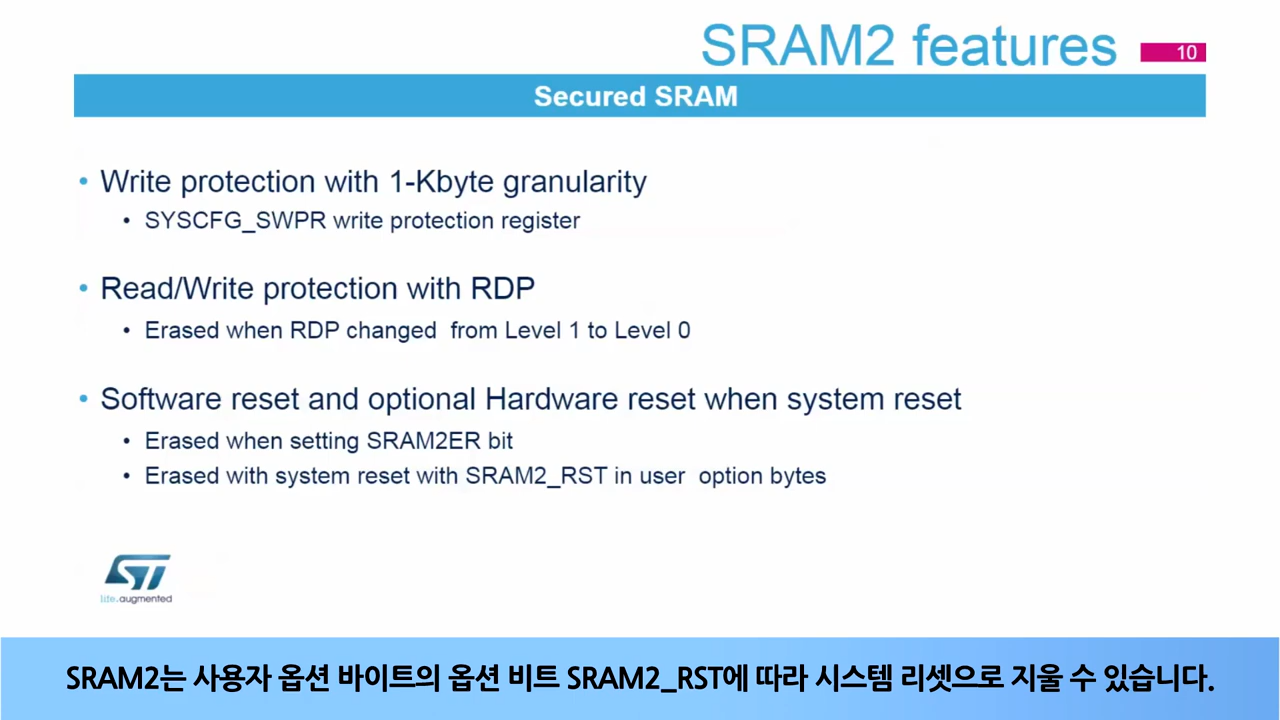 SRAM2 features
10
Secured SRAM
• Write protection with 1-Kbyte granularity
• SYSCFG_SWPR write protection register
• Read/Write protection with RDP
• Erased when RDP changed from Level 1 to Level 0
• Software reset and optional Hardware reset when system reset
• Erased when setting SRAM2ER bit
• Erased with system reset with SRAM2_RST in user option bytes
ST
life.augmented
SRAM2는 사용자 옵션 바이트의 옵션 비트 SRAM2_RST에 따라 시스템 리셋으로 지울 수 있습니다.